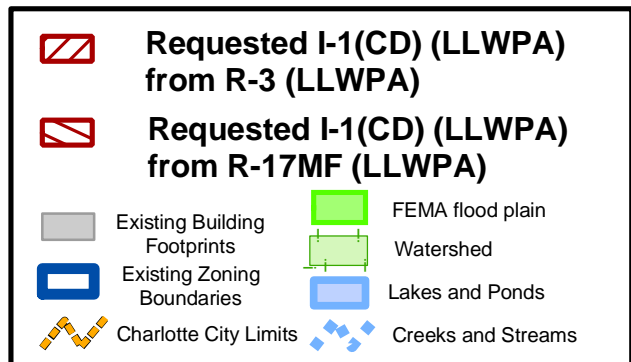 Requested I-1(CD) (LLWPA)
from R-3 (LLWPA)
Requested I-1(CD) (LLWPA)
from R-17MF (LLWPA)
Existing Building
Footprints
Existing Zoning
Boundaries
Charlotte City Limits
FEMA flood plain
Watershed
Lakes and Ponds
Creeks and Streams